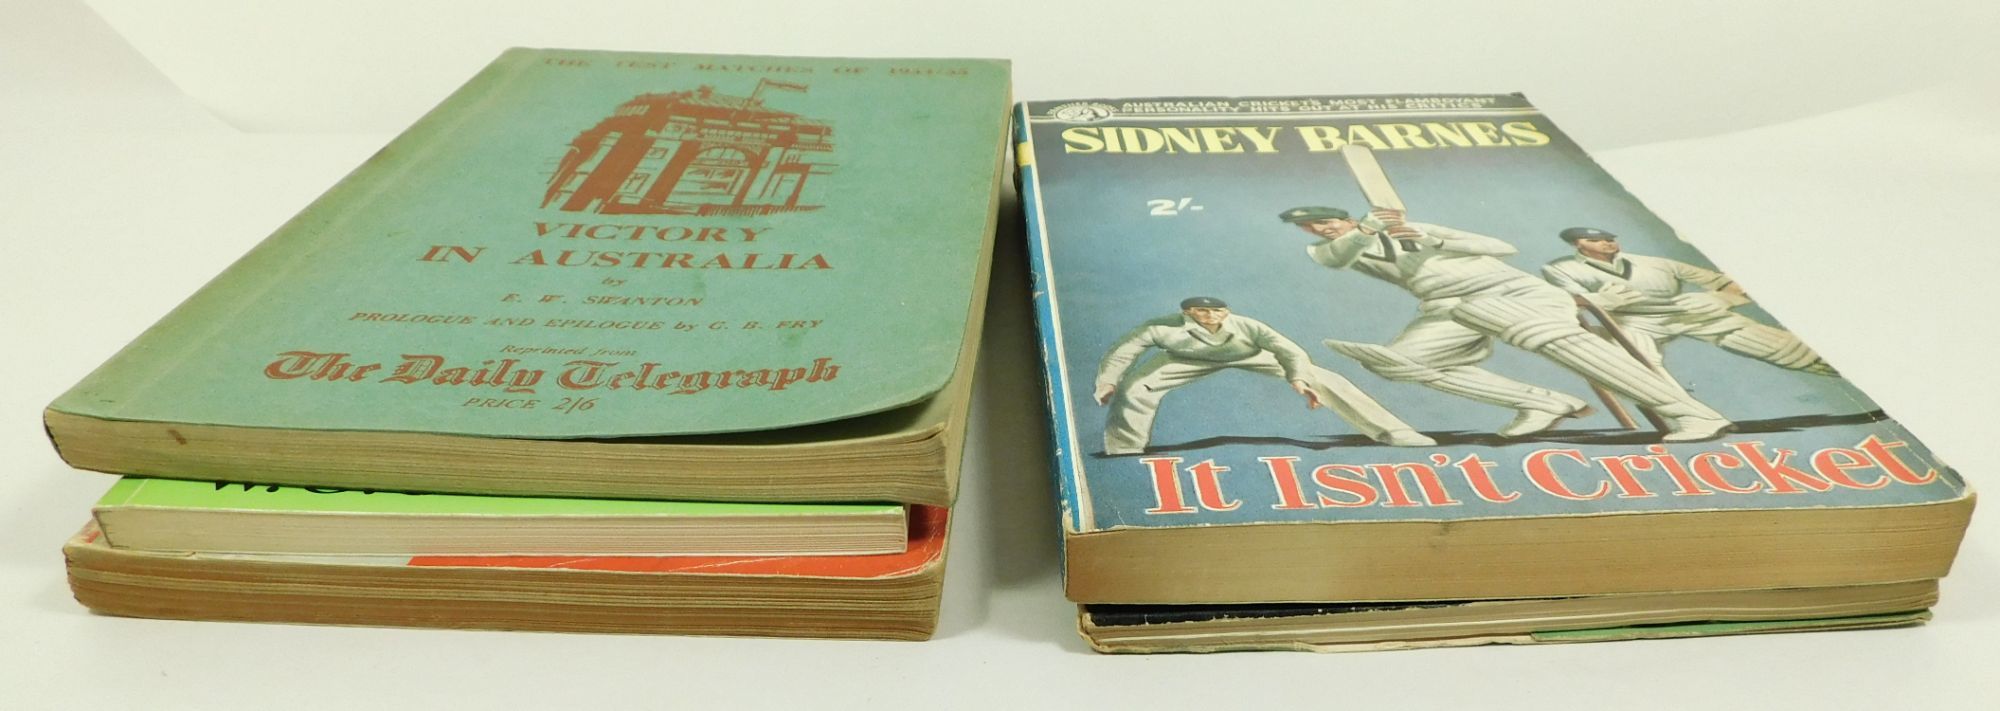 THE TEST MATCHES OF 1954-55
VICTORY
IN AUSTRALIA
by
E. W. SWANTON
PROLOGUE AND EPILOGUE by C. B. FRY
Reprinted from
The Daily Telegraph
PRICE 2/6
AUSTRALIAN CRICKET'S MOST FLAMBOYANT
PERSONALITY HITS OUT AT HIS CRITICS
SIDNEY BARNES
2'-
It Isn't Cricket